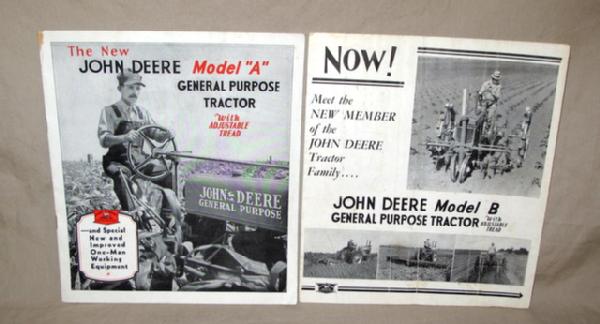 The New
JOHN DEERE Model "A"
GENERAL PURPOSE
TRACTOR
with
ADJUSTABLE
TREAD
JOHN DEERE
GENERAL PURPOSE
—and Special
New and
Improved
One-Man
Working
Equipment
NOW!
Meet the
NEW MEMBER
of the
JOHN DEERE
Tractor
Family....
JOHN DEERE Model B
GENERAL PURPOSE TRACTOR
with
ADJUSTABLE
TREAD